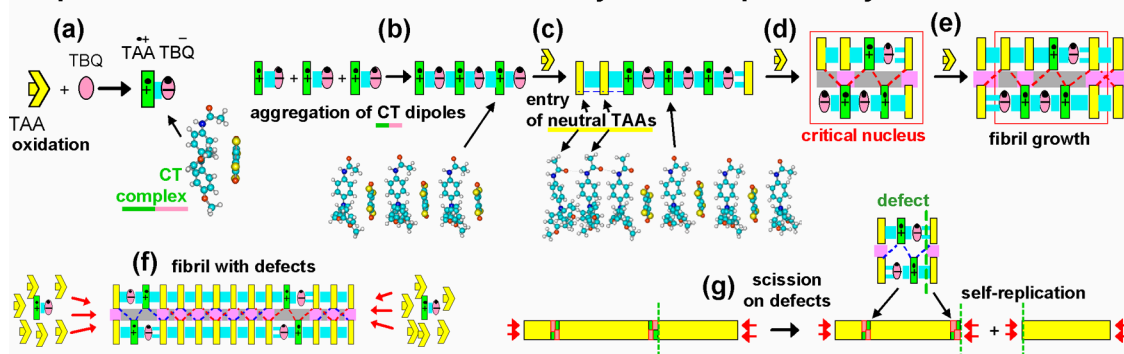 (a)
TBQ
TAA TBQ
•+ −
+
TAA
oxidation
CT
complex
(b)
+ + +
aggregation of CT dipoles
(c)
entry
of neutral TAAs
(d)
critical nucleus
(e)
fibril growth
(f) fibril with defects
defect
(g) scission
on defects
self-replication
+